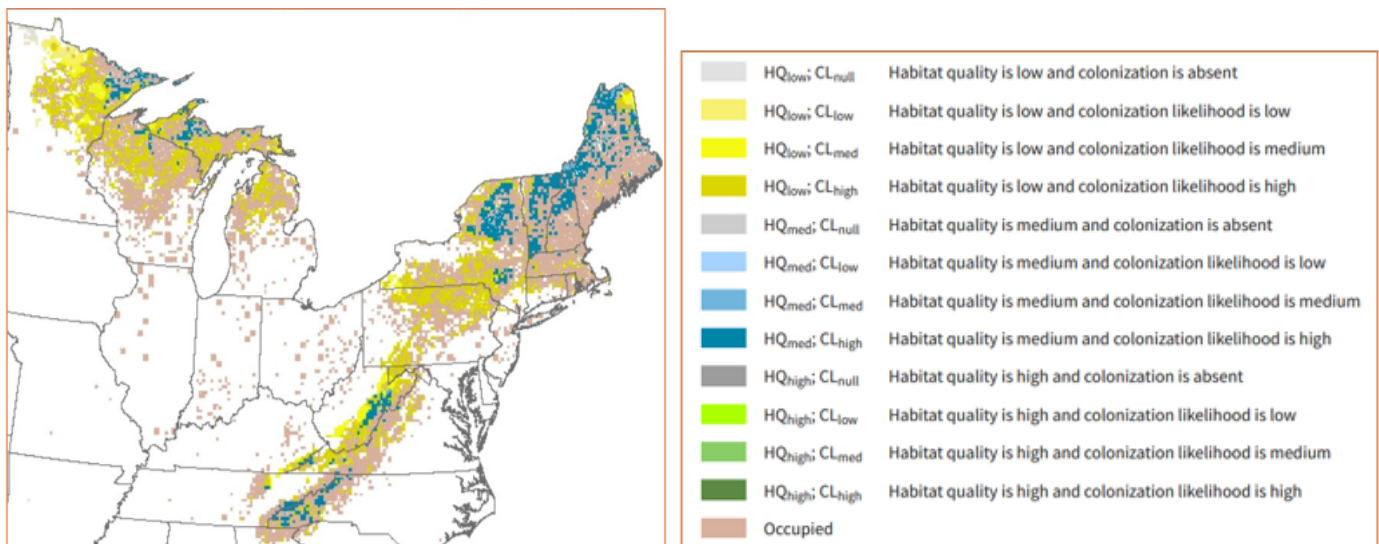 HQlow; CLnull Habitat quality is low and colonization is absent
HQlow; CLlow Habitat quality is low and colonization likelihood is low
HQlow; CLmed Habitat quality is low and colonization likelihood is medium
HQlow; CLhigh Habitat quality is low and colonization likelihood is high
HQmed; CLnull Habitat quality is medium and colonization is absent
HQmed; CLlow Habitat quality is medium and colonization likelihood is low
HQmed; CLmed Habitat quality is medium and colonization likelihood is medium
HQmed; CLhigh Habitat quality is medium and colonization likelihood is high
HQhigh; CLnull Habitat quality is high and colonization is absent
HQhigh; CLlow Habitat quality is high and colonization likelihood is low
HQhigh; CLmed Habitat quality is high and colonization likelihood is medium
HQhigh; CLhigh Habitat quality is high and colonization likelihood is high
Occupied